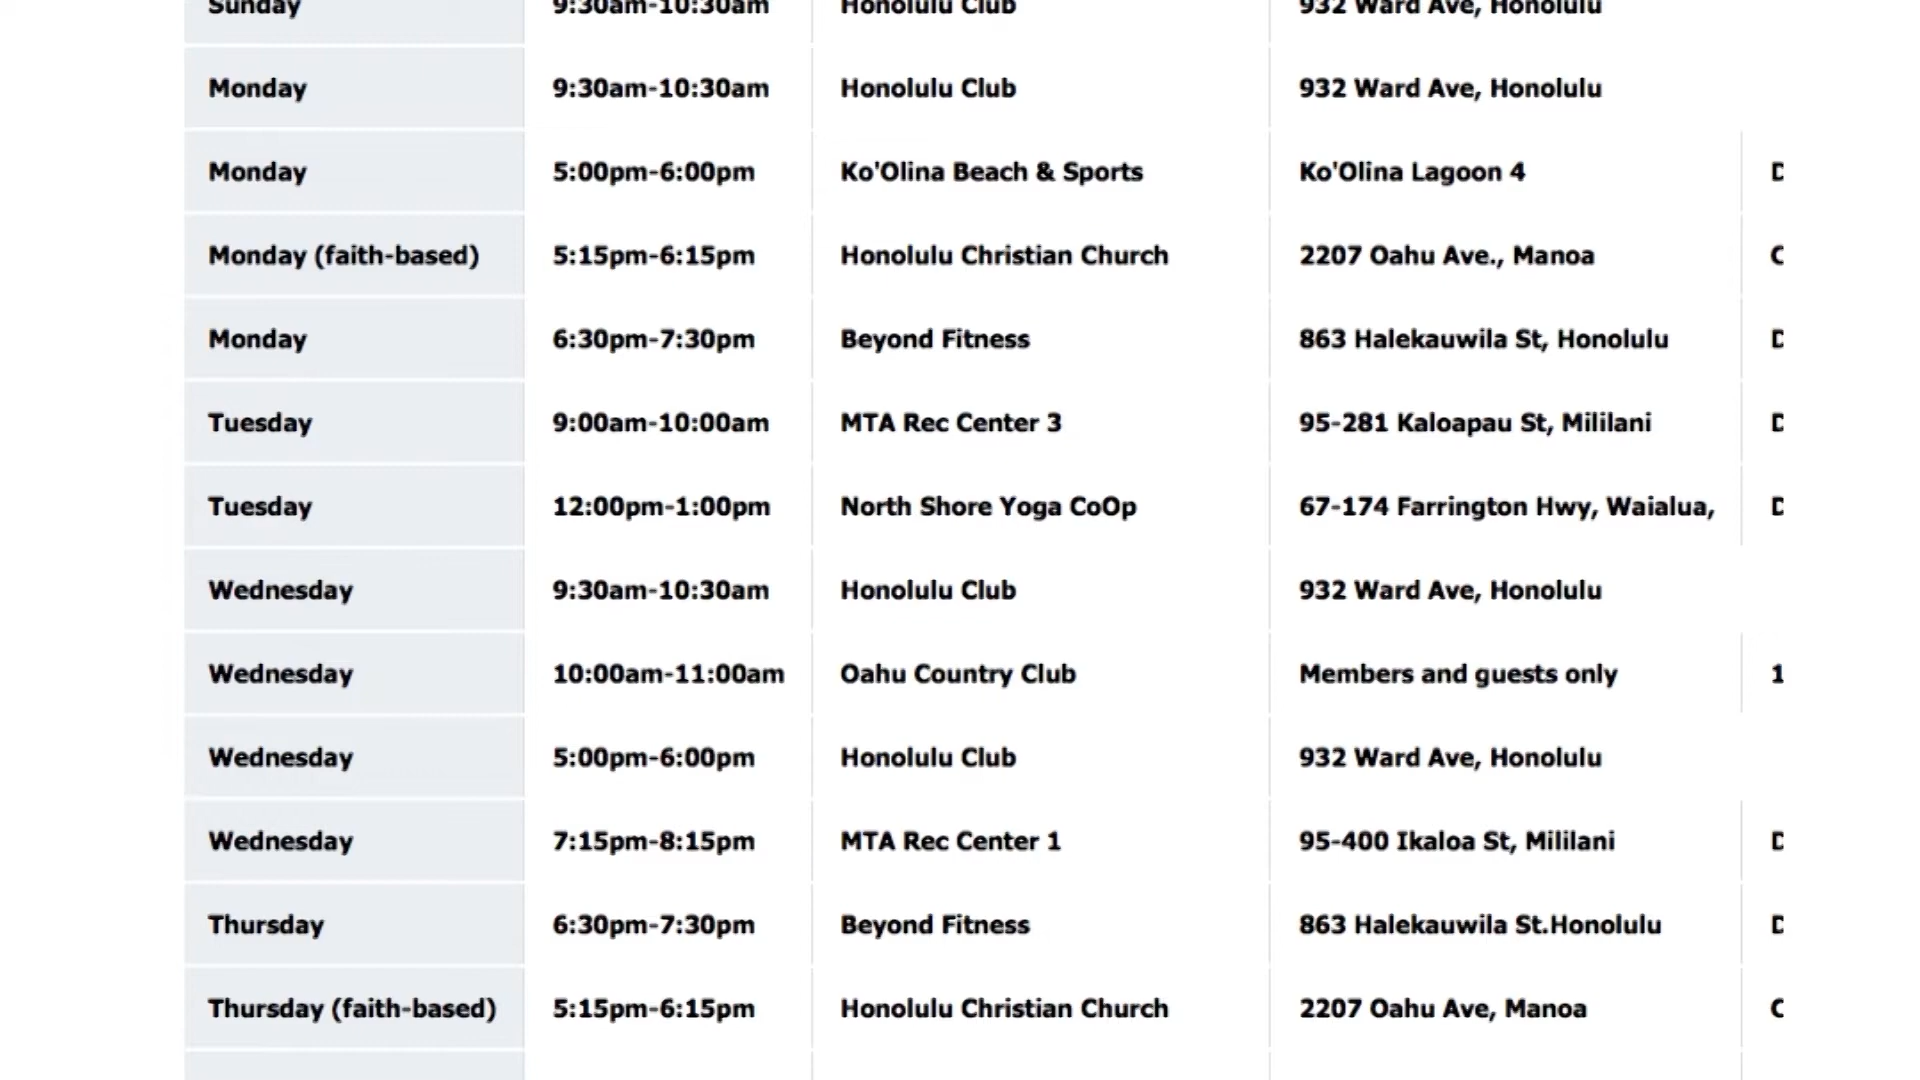 Sunday 9:30am-10:30am Honolulu Club 932 Ward Ave, Honolulu
Monday 9:30am-10:30am Honolulu Club 932 Ward Ave, Honolulu
Monday 5:00pm-6:00pm Ko'Olina Beach & Sports Ko'Olina Lagoon 4
Monday (faith-based) 5:15pm-6:15pm Honolulu Christian Church 2207 Oahu Ave., Manoa
Monday 6:30pm-7:30pm Beyond Fitness 863 Halekauwila St, Honolulu
Tuesday 9:00am-10:00am MTA Rec Center 3 95-281 Kaloapau St, Mililani
Tuesday 12:00pm-1:00pm North Shore Yoga CoOp 67-174 Farrington Hwy, Waialua,
Wednesday 9:30am-10:30am Honolulu Club 932 Ward Ave, Honolulu
Wednesday 10:00am-11:00am Oahu Country Club Members and guests only 1
Wednesday 5:00pm-6:00pm Honolulu Club 932 Ward Ave, Honolulu
Wednesday 7:15pm-8:15pm MTA Rec Center 1 95-400 Ikaloa St, Mililani
Thursday 6:30pm-7:30pm Beyond Fitness 863 Halekauwila St.Honolulu
Thursday (faith-based) 5:15pm-6:15pm Honolulu Christian Church 2207 Oahu Ave, Manoa